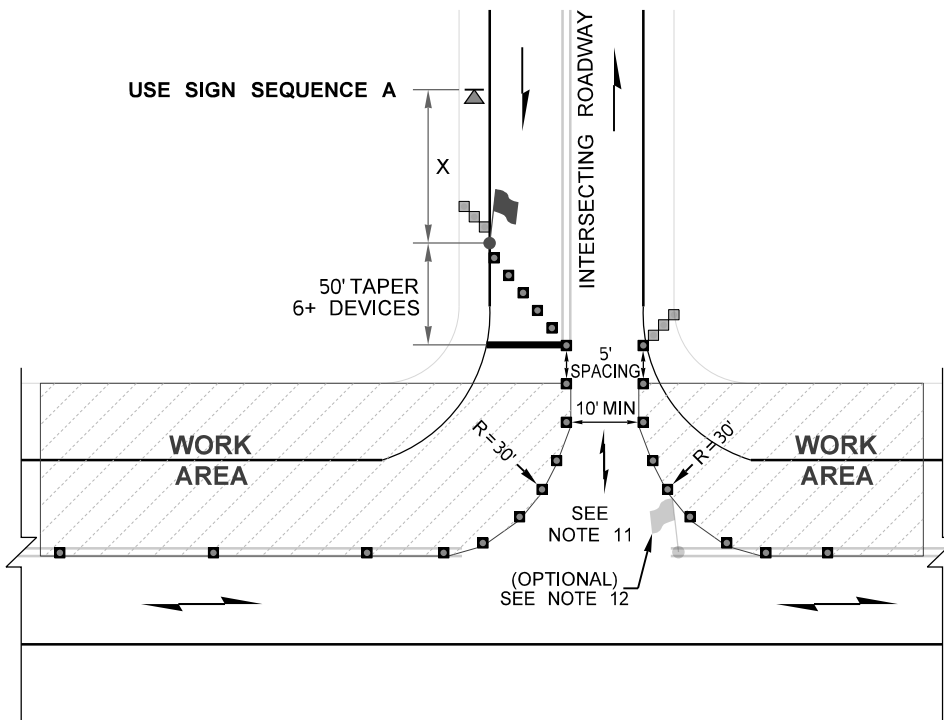 USE SIGN SEQUENCE A
X
INTERSECTING ROADWAY
50' TAPER
6+ DEVICES
5'
SPACING
10' MIN
WORK
AREA
R = 30'
R = 30'
WORK
AREA
SEE
NOTE 11
(OPTIONAL)
SEE NOTE 12